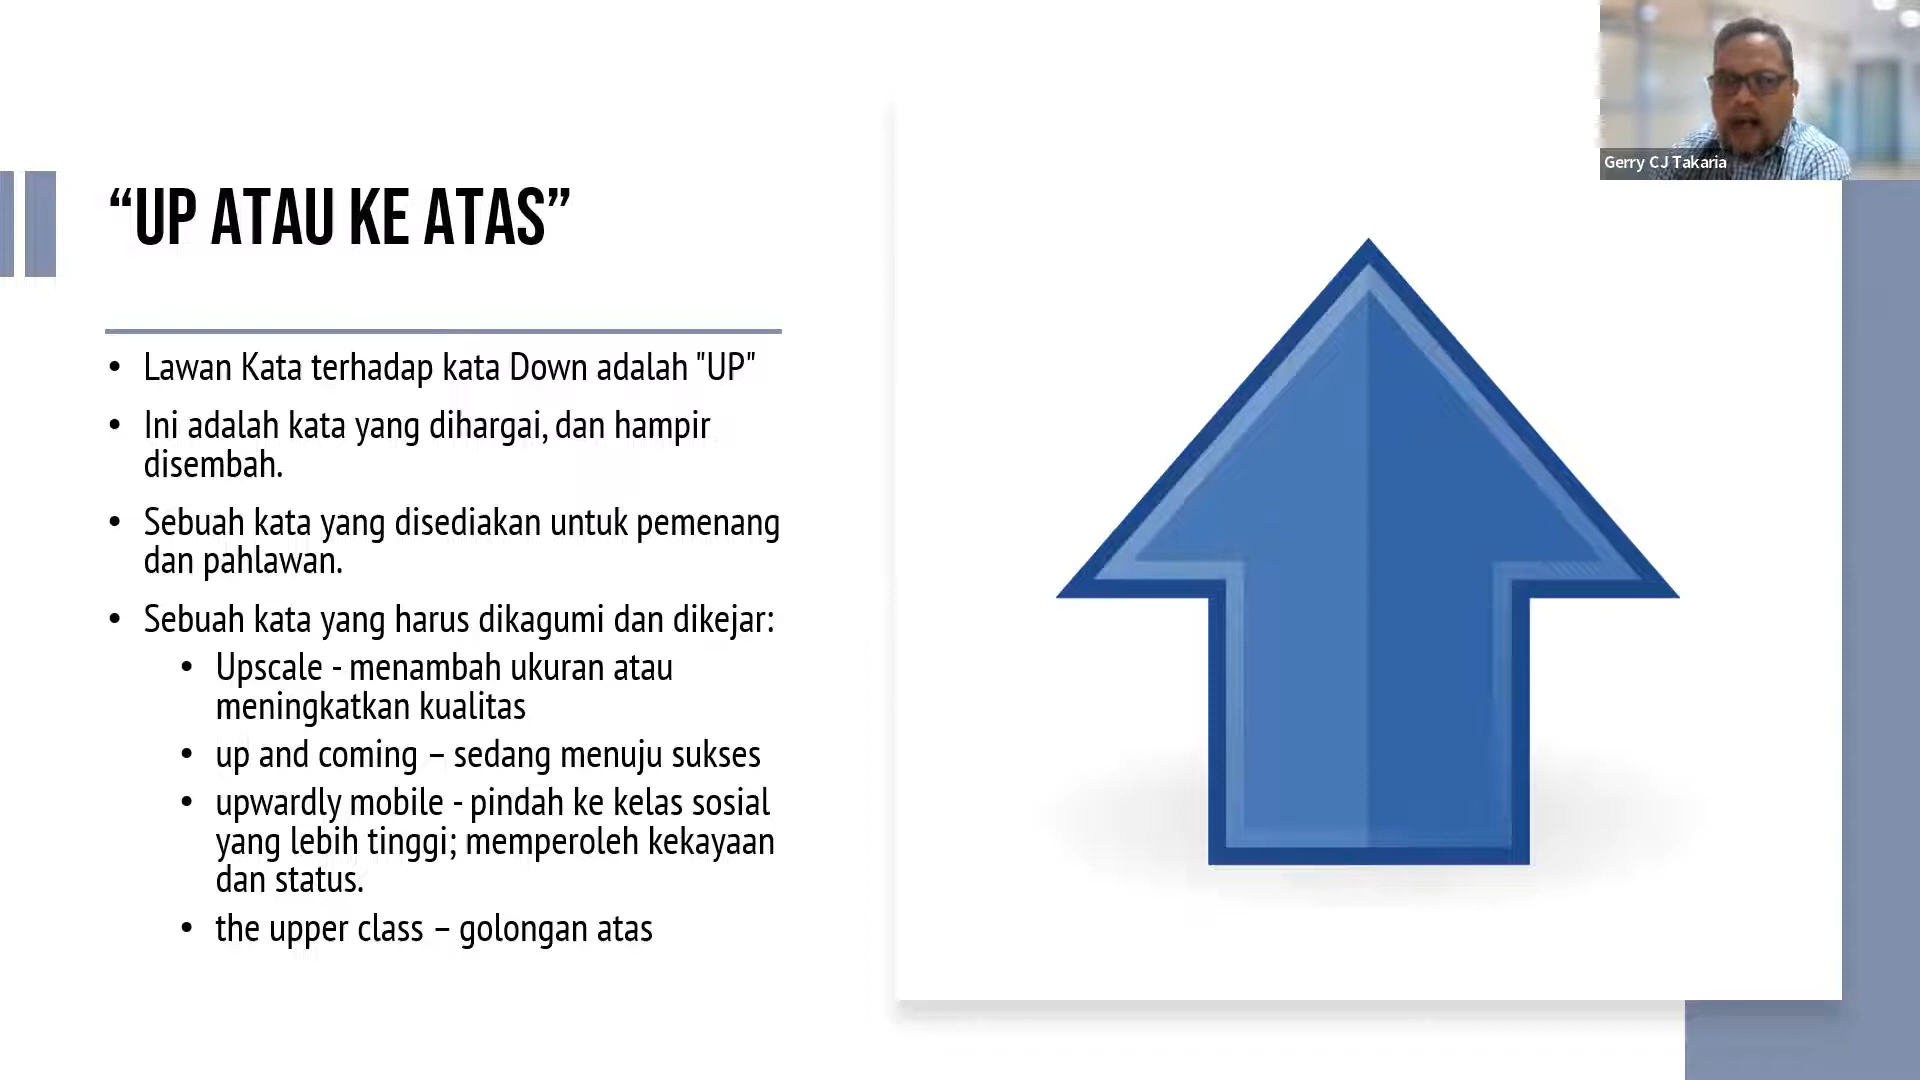 Gerry CJ Takaria
“UP ATAU KE ATAS”
• Lawan Kata terhadap kata Down adalah "UP"
• Ini adalah kata yang dihargai, dan hampir
disembah.
• Sebuah kata yang disediakan untuk pemenang
dan pahlawan.
• Sebuah kata yang harus dikagumi dan dikejar:
• Upscale - menambah ukuran atau
meningkatkan kualitas
• up and coming – sedang menuju sukses
• upwardly mobile - pindah ke kelas sosial
yang lebih tinggi; memperoleh kekayaan
dan status.
• the upper class – golongan atas